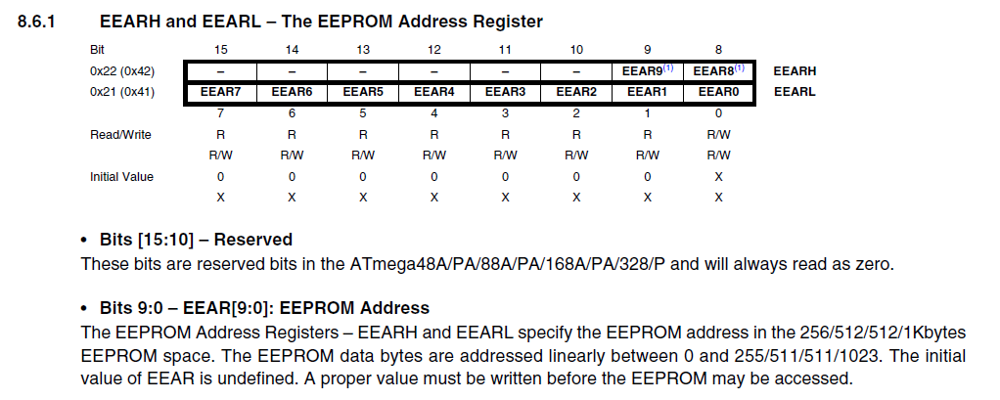 8.6.1 EEARH and EEARL – The EEPROM Address Register
Bit 15 14 13 12 11 10 9 8
0x22 (0x42) – – – – – – EEAR9(1) EEAR8(1) EEARH
0x21 (0x41) EEAR7 EEAR6 EEAR5 EEAR4 EEAR3 EEAR2 EEAR1 EEAR0 EEARL
7 6 5 4 3 2 1 0
Read/Write R R R R R R R R/W
R/W R/W R/W R/W R/W R/W R/W R/W
Initial Value 0 0 0 0 0 0 0 X
X X X X X X X X
• Bits [15:10] – Reserved
These bits are reserved bits in the ATmega48A/PA/88A/PA/168A/PA/328/P and will always read as zero.
• Bits 9:0 – EEAR[9:0]: EEPROM Address
The EEPROM Address Registers – EEARH and EEARL specify the EEPROM address in the 256/512/512/1Kbytes
EEPROM space. The EEPROM data bytes are addressed linearly between 0 and 255/511/511/1023. The initial
value of EEAR is undefined. A proper value must be written before the EEPROM may be accessed.